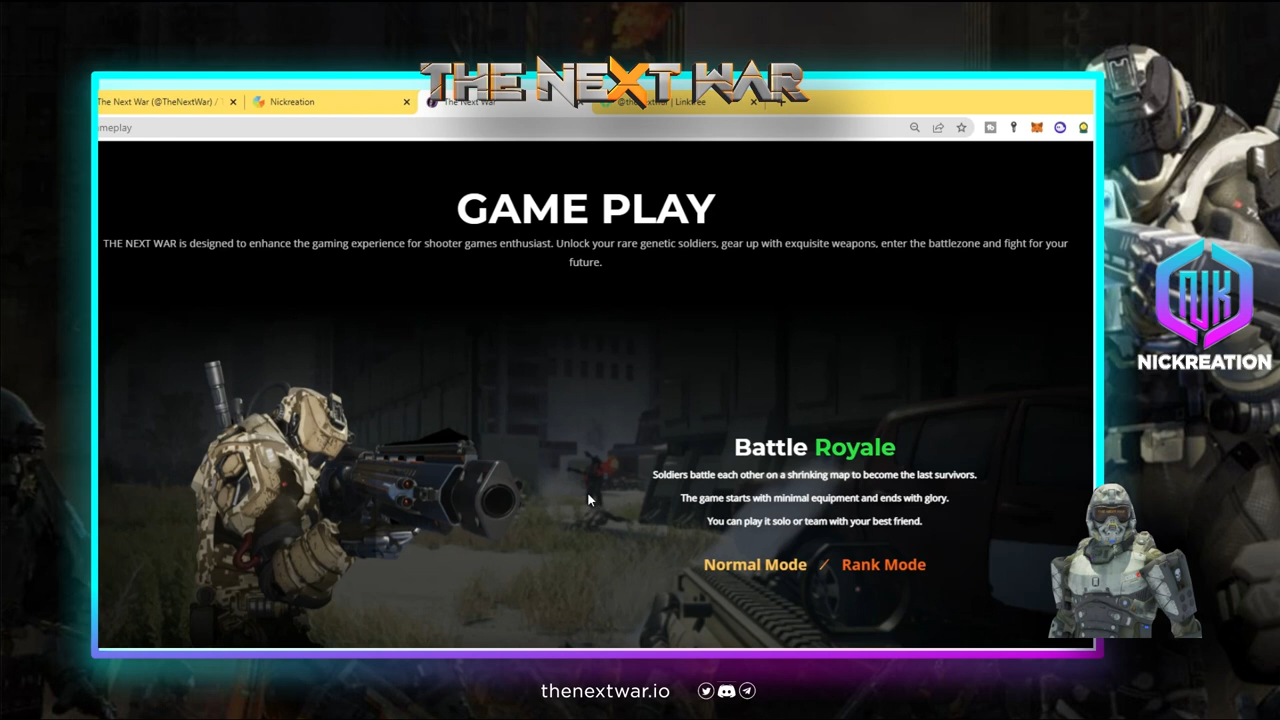 THE NEXT WAR
The Next War (@TheNextWar) /
Nickreation
The Next War
| Linktree
meplay
GAME PLAY
THE NEXT WAR is designed to enhance the gaming experience for shooter games enthusiast. Unlock your rare genetic soldiers, gear up with exquisite weapons, enter the battlezone and fight for your
future.
NICKREATION
Battle Royale
Soldiers battle each other on a shrinking map to become the last survivors.
The game starts with minimal equipment and ends with glory.
You can play it solo or team with your best friend.
Normal Mode / Rank Mode
thenextwar.io